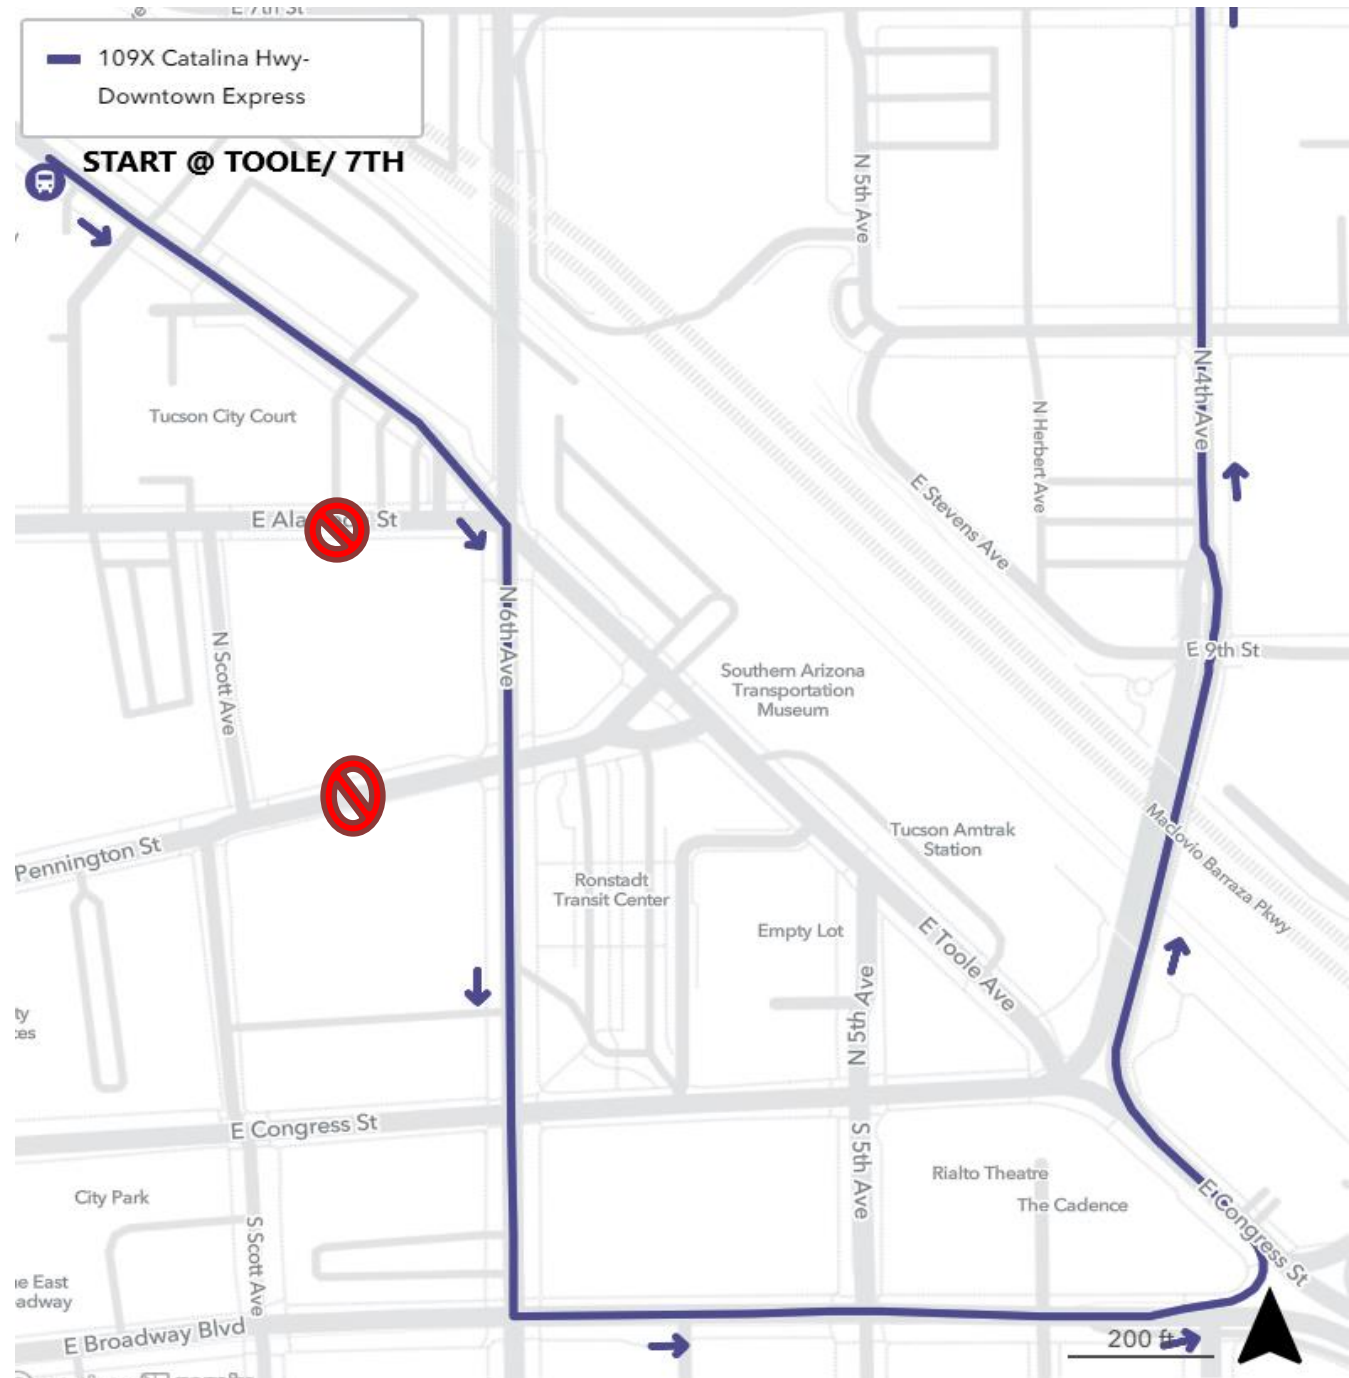 E 7th St
109X Catalina Hwy-
Downtown Express
START @ TOOLE/ 7TH
N 5th Ave
N 4th Ave
Tucson City Court
N Herbert Ave
E Stevens Ave
E Ala St
N 6th Ave
N Scott Ave
E 9th St
Southern Arizona
Transportation
Museum
Maclovio Barraza Pkwy
Pennington St
Tucson Amtrak
Station
Ronstadt
Transit Center
Empty Lot
E Toole Ave
N 5th Ave
E Congress St
S 5th Ave
Rialto Theatre
The Cadence
City Park
E Congress St
S Scott Ave
East
E Broadway Blvd
200 ft